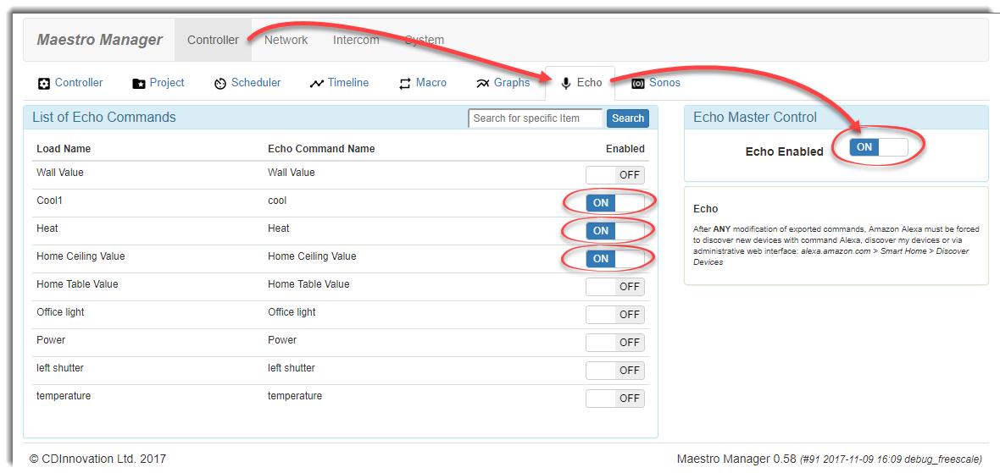 Maestro Manager Controller Network Intercom System
Controller Project Scheduler Timeline Macro Graphs Echo Sonos
List of Echo Commands Search for specific Item Search
Load Name Echo Command Name Enabled
Wall Value Wall Value OFF
Cool1 cool ON
Heat Heat ON
Home Ceiling Value Home Ceiling Value ON
Home Table Value Home Table Value OFF
Office light Office light OFF
Power Power OFF
left shutter left shutter OFF
temperature temperature OFF
Echo Master Control
Echo Enabled ON
Echo
After ANY modification of exported commands, Amazon Alexa must be forced
to discover new devices with command Alexa, discover my devices or via
administrative web interface: alexa.amazon.com > Smart Home > Discover
Devices
© CDInnovation Ltd. 2017 Maestro Manager 0.58 (#91 2017-11-09 16:09 debug_freescale)